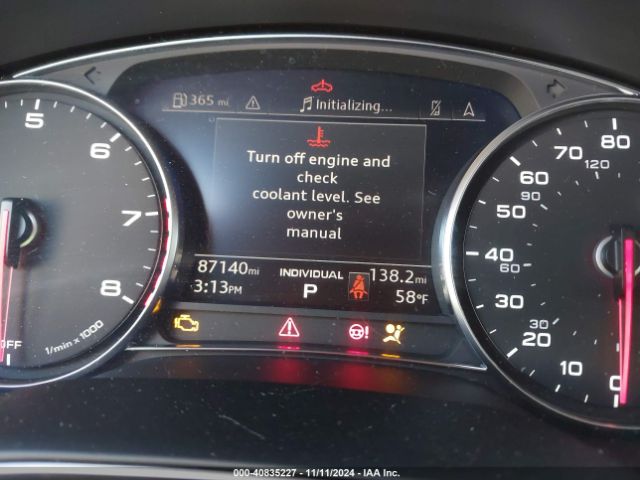 365 mi Initializing...
Turn off engine and
check
coolant level. See
owner's
manual
87140mi INDIVIDUAL 138.2mi
3:13PM P 58°F
5
6
7
8
1/min x 1000
OFF
80
70 120
60 90
50
40 60
30
20 30
10
0
000-40835227 - 11/11/2024 - IAA Inc.